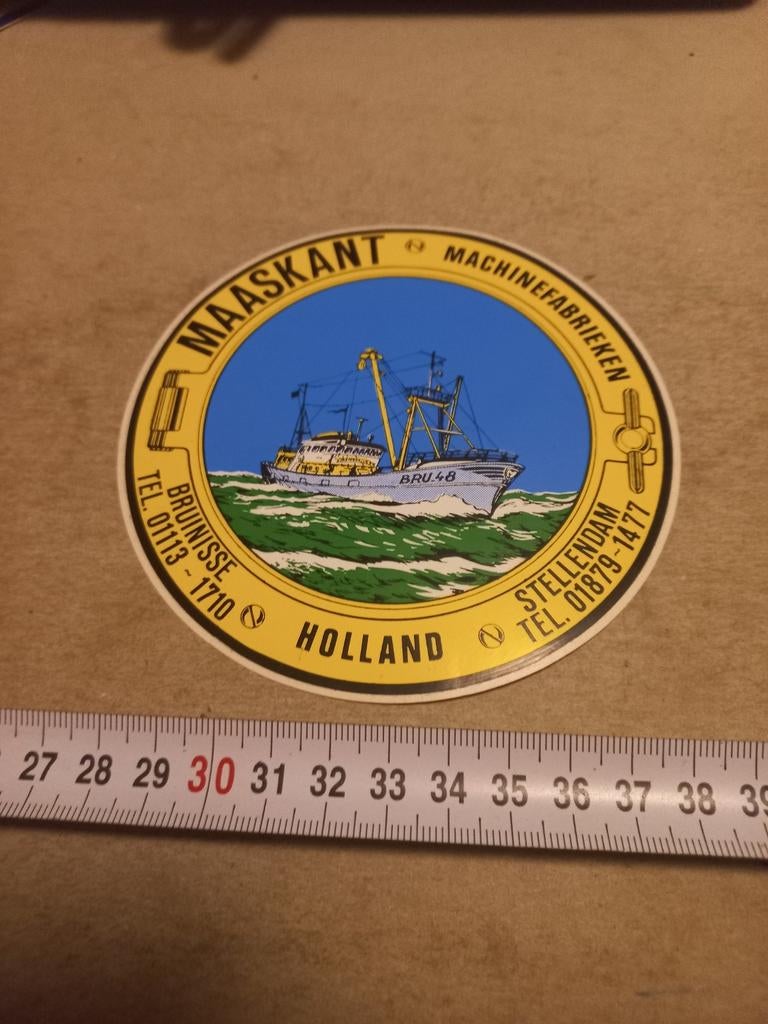 MAASKANT
MACHINEFABRIEKEN
BRU.48
BRUINISSE
TEL. 01113 - 1710
STELLENDAM
TEL. 01879-1477
HOLLAND
27 28 29 30 31 32 33 34 35 36 37 38 39